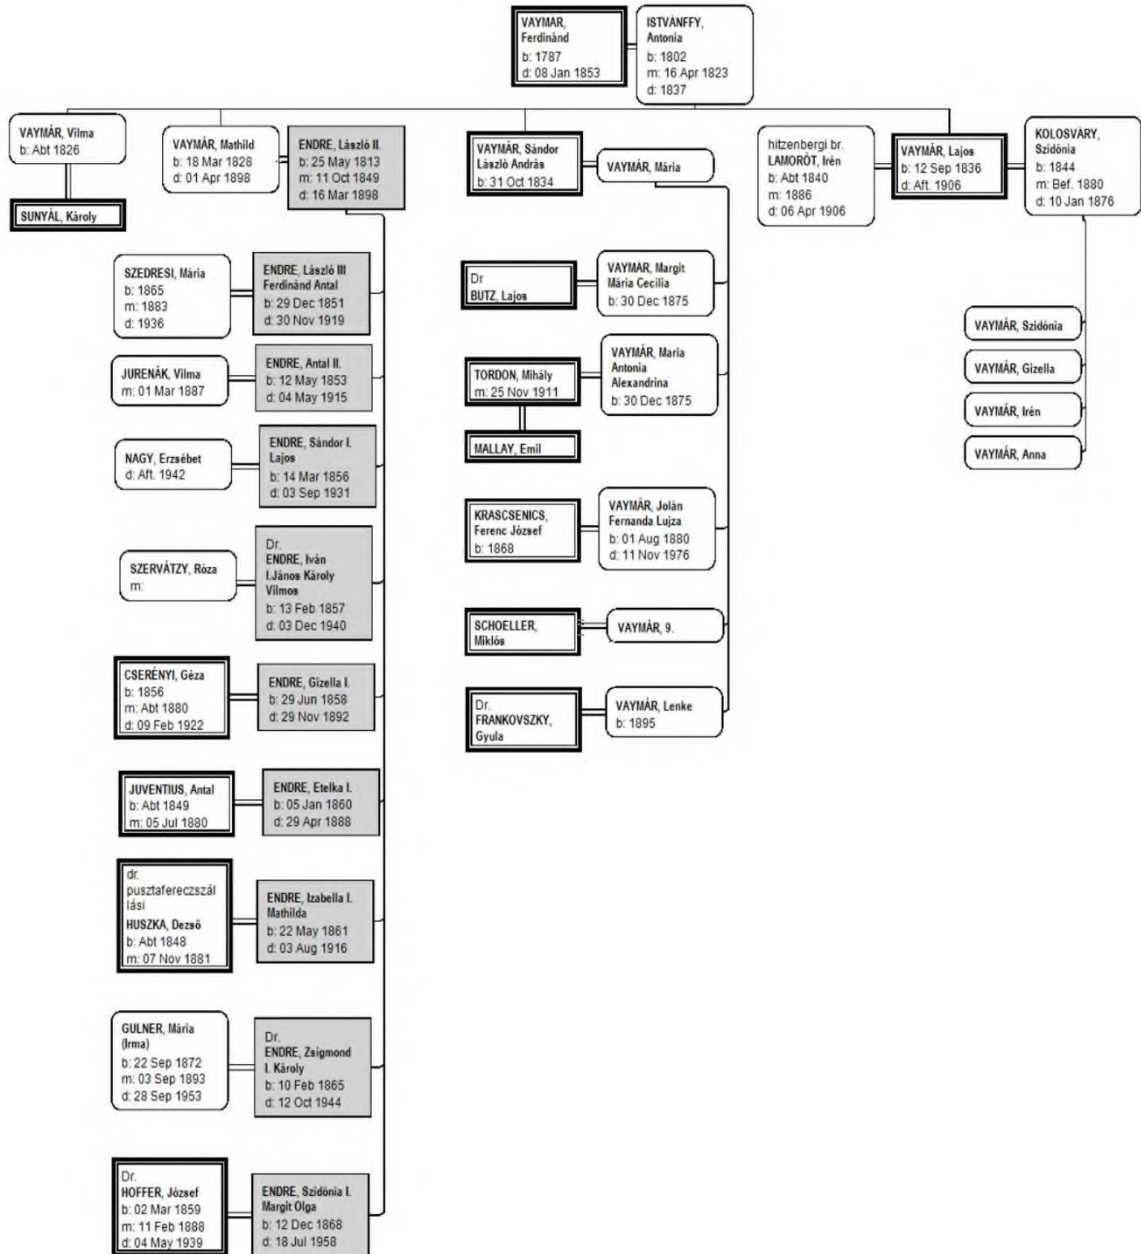 VAYMÁR,
Ferdinánd
b: 1787
d: 08 Jan 1853
ISTVÁNFFY,
Antonia
b: 1802
m: 16 Apr 1823
d: 1837
VAYMÁR, Vilma
b: Abt 1826
SUNYÁL, Károly
VAYMÁR, Mathild
b: 18 Mar 1828
d: 01 Apr 1898
ENDRE, László II.
b: 25 May 1813
m: 11 Oct 1849
d: 16 Mar 1898
VAYMÁR, Sándor
László András
b: 31 Oct 1834
VAYMÁR, Mária
hitzenbergi br.
LAMORÓT, Irén
b: Abt 1840
m: 1886
d: 06 Apr 1906
VAYMÁR, Lajos
b: 12 Sep 1836
d: Aft. 1906
KOLOSVÁRY,
Szidónia
b: 1844
m: Bef. 1880
d: 10 Jan 1876
SZEDRESI, Mária
b: 1865
m: 1883
d: 1936
ENDRE, László III
Ferdinánd Antal
b: 29 Dec 1851
d: 30 Nov 1919
JURENÁK, Vilma
m: 01 Mar 1887
ENDRE, Antal II.
b: 12 May 1853
d: 04 May 1915
NAGY, Erzsébet
d: Aft. 1942
ENDRE, Sándor I.
Lajos
b: 14 Mar 1856
d: 03 Sep 1931
SZERVÁTZY, Róza
m:
Dr.
ENDRE, Iván
I.János Károly
Vilmos
b: 13 Feb 1857
d: 03 Dec 1940
CSERÉNYI, Géza
b: 1856
m: Abt 1880
d: 09 Feb 1922
ENDRE, Gizella I.
b: 29 Jun 1858
d: 29 Nov 1892
JUVENTIUS, Antal
b: Abt 1849
m: 05 Jul 1880
ENDRE, Etelka I.
b: 05 Jan 1860
d: 29 Apr 1888
dr.
pusztafereczszál
lási
HUSZKA, Dezsõ
b: Abt 1848
m: 07 Nov 1881
ENDRE, Izabella I.
Mathilda
b: 22 May 1861
d: 03 Aug 1916
GULNER, Mária
(Irma)
b: 22 Sep 1872
m: 03 Sep 1893
d: 28 Sep 1953
Dr.
ENDRE, Zsigmond
I. Károly
b: 10 Feb 1865
d: 12 Oct 1944
Dr.
HOFFER, József
b: 02 Mar 1859
m: 11 Feb 1888
d: 04 May 1939
ENDRE, Szidónia I.
Margit Olga
b: 12 Dec 1868
d: 18 Jul 1958
Dr
BUTZ, Lajos
VAYMÁR, Margit
Mária Cecilia
b: 30 Dec 1875
TORDON, Mihály
m: 25 Nov 1911
VAYMÁR, Maria
Antonia
Alexandrina
b: 30 Dec 1875
MALLAY, Emil
KRASCSENICS,
Ferenc József
b: 1868
VAYMÁR, Jolán
Fernanda Lujza
b: 01 Aug 1880
d: 11 Nov 1976
SCHOELLER,
Miklós
VAYMÁR, 9.
Dr.
FRANKOVSZKY,
Gyula
VAYMÁR, Lenke
b: 1895
VAYMÁR, Szidónia
VAYMÁR, Gizella
VAYMÁR, Irén
VAYMÁR, Anna